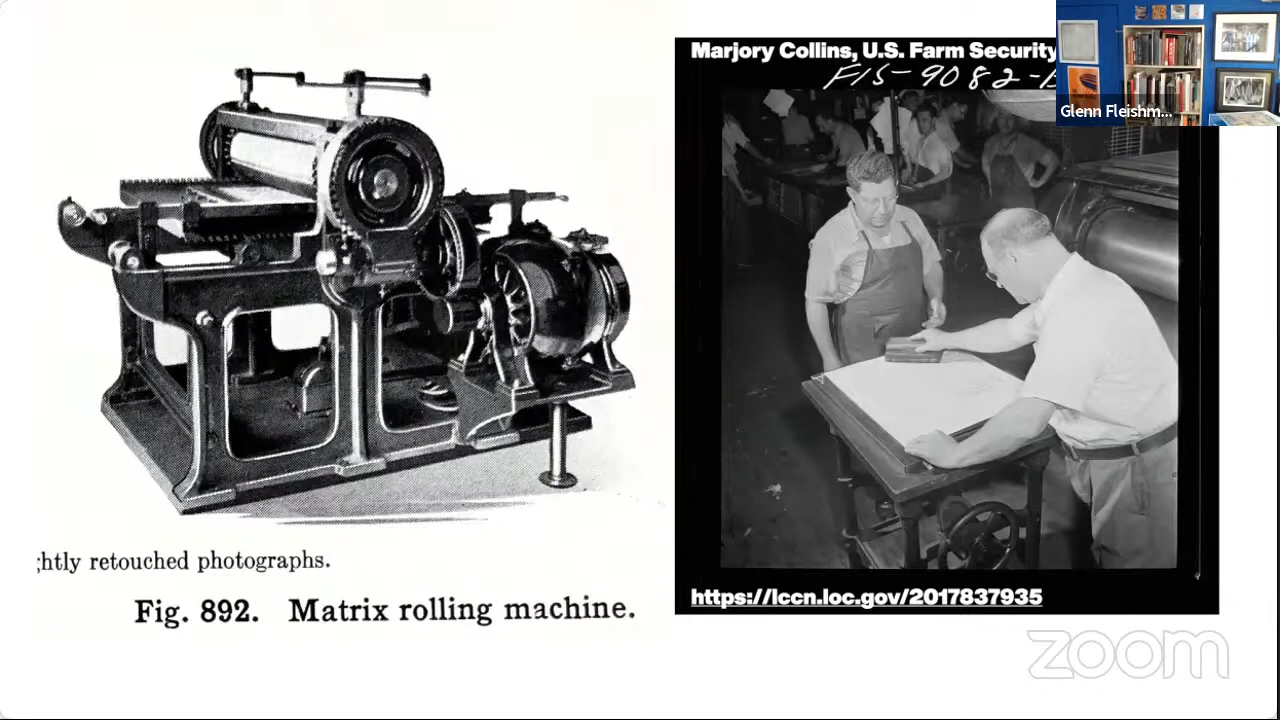 ;htly retouched photographs.
Fig. 892. Matrix rolling machine.
Marjory Collins, U.S. Farm Security
F15-9082-
https://lccn.loc.gov/2017837935
Glenn Fleishm...
zoom